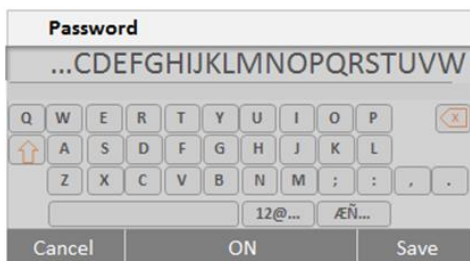 Password
...CDEFGHIJKLMNOPQRSTUVW
Q W E R T Y U I O P X
A S D F G H J K L
Z X C V B N M ; : , .
12@... ÆÑ...
Cancel ON Save